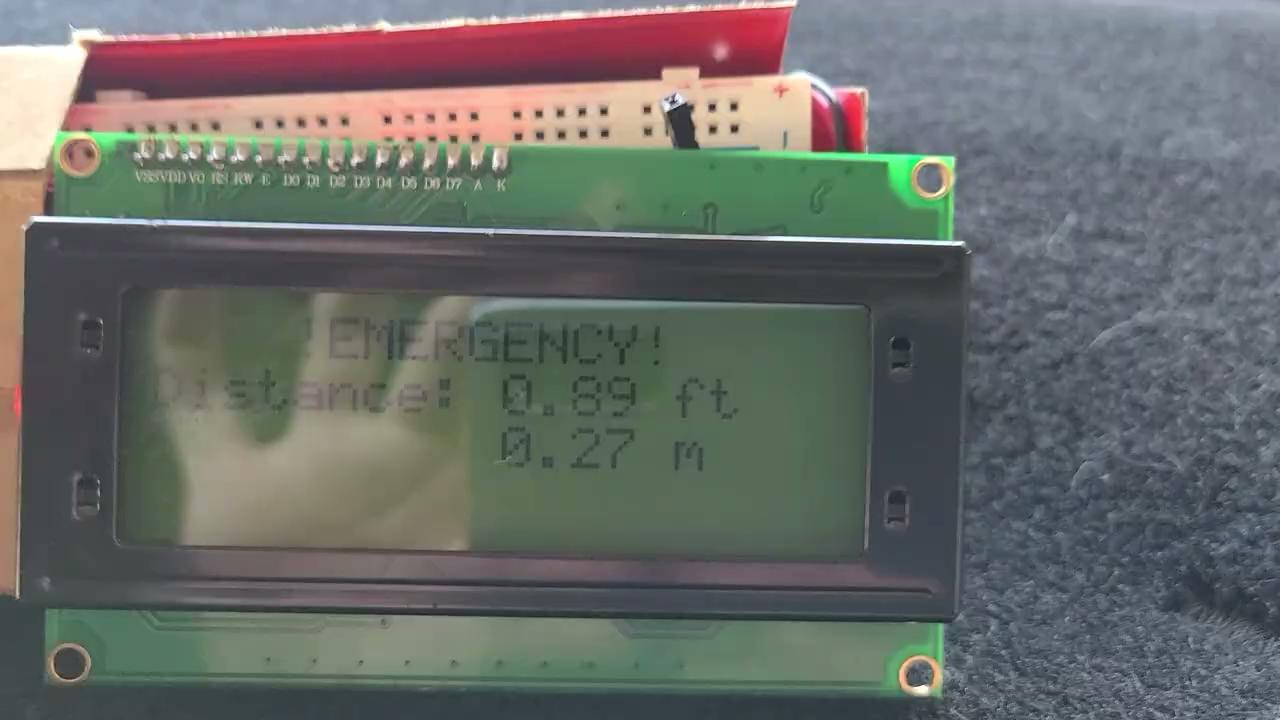 +
VSS VDD VO RS RW E D0 D1 D2 D3 D4 D5 D6 D7 A K
!EMERGENCY!
Distance: 0.89 ft
0.27 m